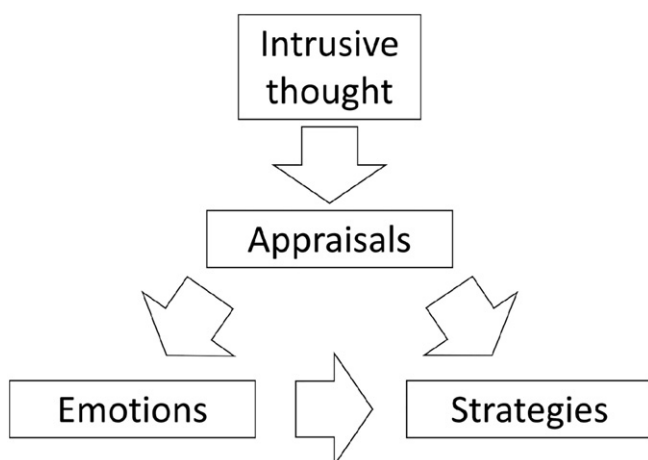 Intrusive
thought
Appraisals
Emotions
Strategies